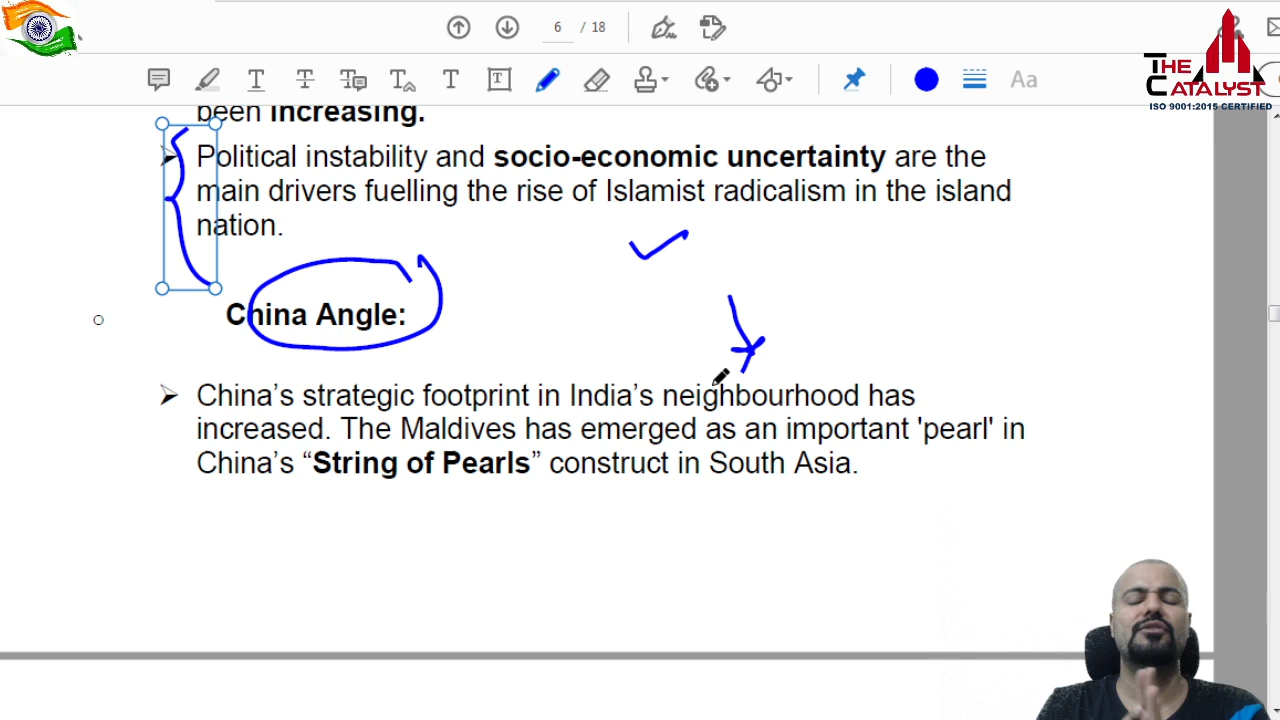 6 / 18
T Aa
THE
CATALYST
ISO 9001:2015 CERTIFIED
been increasing.
➢ Political instability and socio-economic uncertainty are the
main drivers fuelling the rise of Islamist radicalism in the island
nation.
China Angle:
➢ China’s strategic footprint in India’s neighbourhood has
increased. The Maldives has emerged as an important 'pearl' in
China’s “String of Pearls” construct in South Asia.